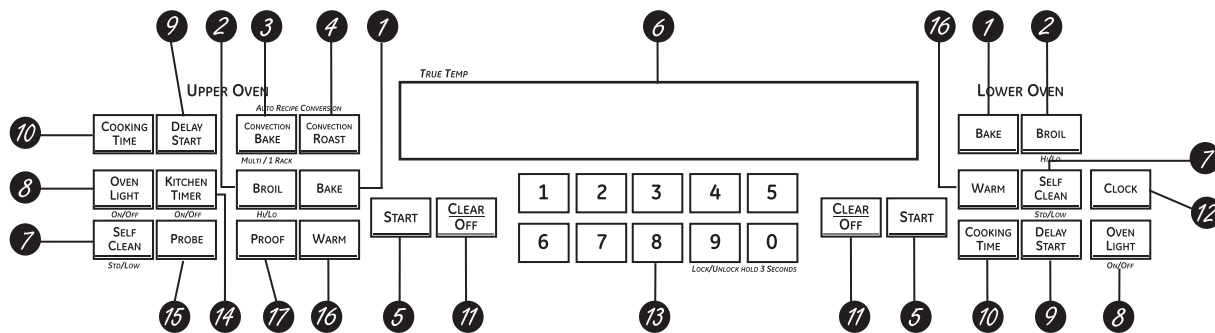 9 2 3 4 1 6 16 1 2
TRUE TEMP
UPPER OVEN
LOWER OVEN
AUTO RECIPE CONVERSION
10
COOKING TIME
DELAY START
CONVECTION BAKE
CONVECTION ROAST
BAKE
BROIL
MULTI / 1 RACK
HI/LO
7
8
OVEN LIGHT
KITCHEN TIMER
BROIL
BAKE
1 2 3 4 5
WARM
SELF CLEAN
CLOCK
ON/OFF
ON/OFF
HI/LO
START
CLEAR OFF
CLEAR OFF
START
STD/LOW
12
7
SELF CLEAN
PROBE
PROOF
WARM
6 7 8 9 0
COOKING TIME
DELAY START
OVEN LIGHT
STD/LOW
LOCK/UNLOCK HOLD 3 SECONDS
ON/OFF
15 14 17 16 5 11 13 11 5 10 9 8